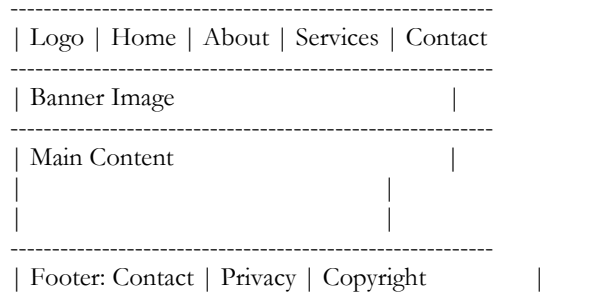 ----------------------------------------------------------
| Logo | Home | About | Services | Contact
----------------------------------------------------------
| Banner Image |
----------------------------------------------------------
| Main Content |
| |
| |
----------------------------------------------------------
| Footer: Contact | Privacy | Copyright |